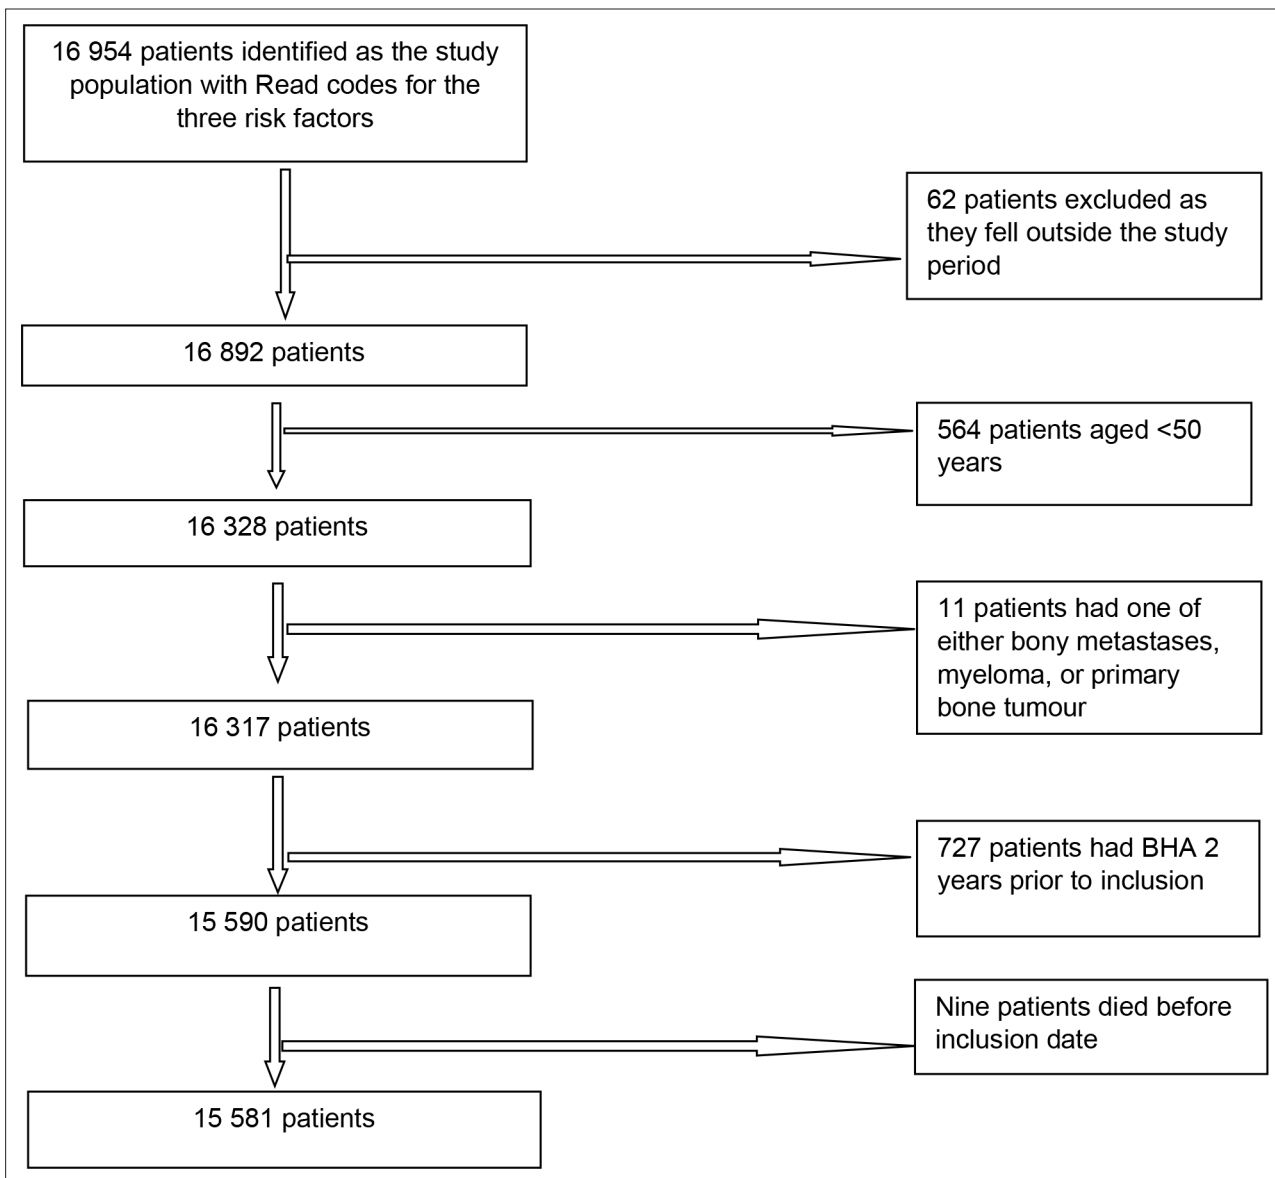 16 954 patients identified as the study
population with Read codes for the
three risk factors
62 patients excluded as
they fell outside the study
period
16 892 patients
564 patients aged <50
years
16 328 patients
11 patients had one of
either bony metastases,
myeloma, or primary
bone tumour
16 317 patients
727 patients had BHA 2
years prior to inclusion
15 590 patients
Nine patients died before
inclusion date
15 581 patients